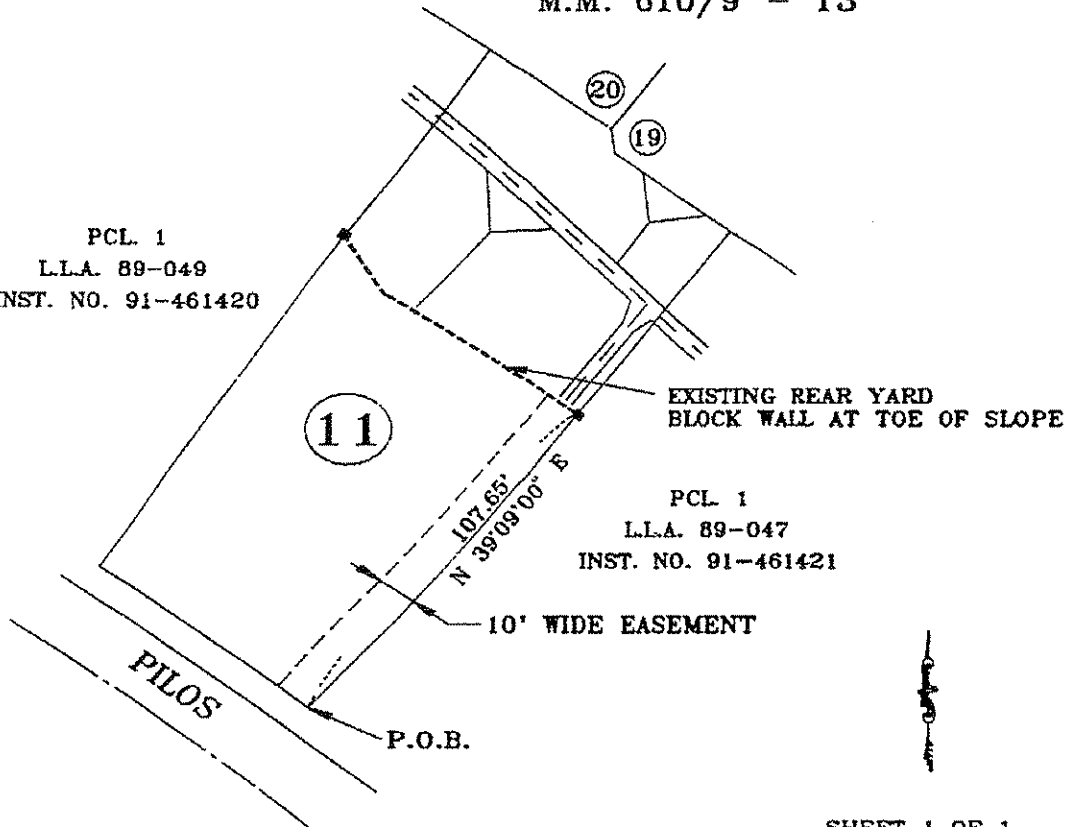 M.M. 610/9 - 13
20
19
PCL. 1
L.L.A. 89-049
INST. NO. 91-461420
EXISTING REAR YARD
BLOCK WALL AT TOE OF SLOPE
11
107.65'
N 39°09'00" E
PCL. 1
L.L.A. 89-047
INST. NO. 91-461421
10' WIDE EASEMENT
PILOS
P.O.B.
SHEET 1 OF 1